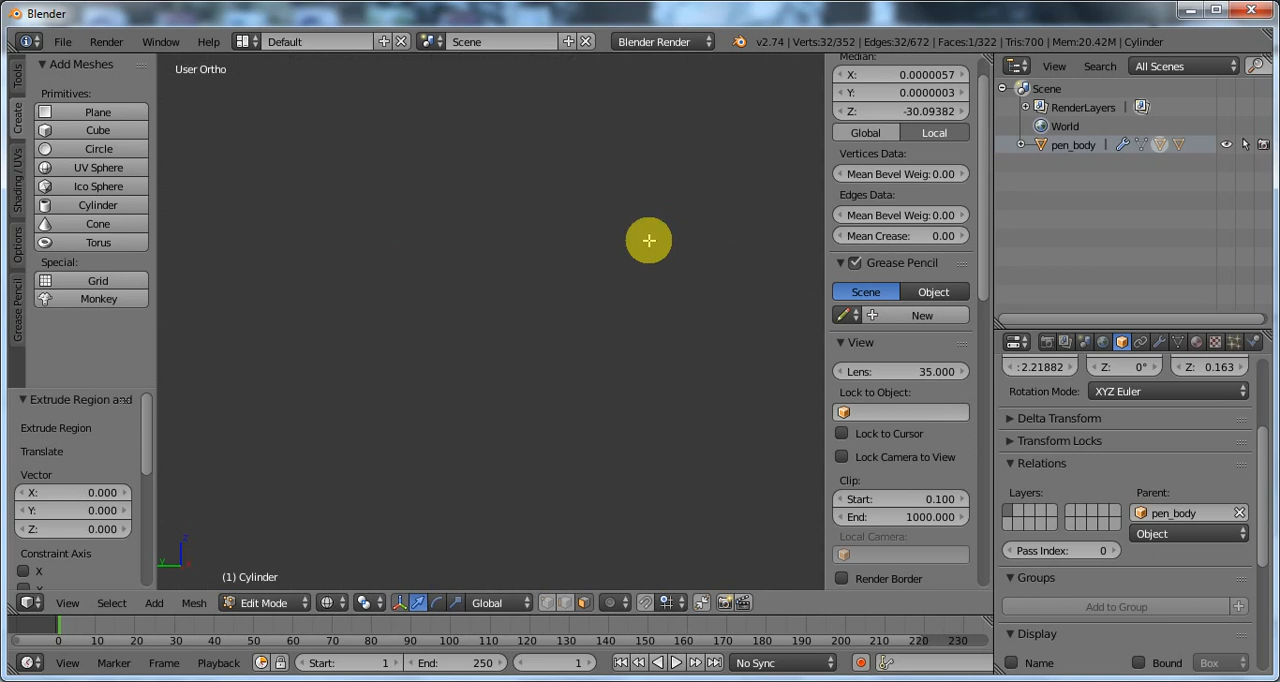 Blender
File Render Window Help Default Scene Blender Render v2.74 | Verts:32/352 | Edges:32/672 | Faces:1/322 | Tris:700 | Mem:20.42M | Cylinder
Add Meshes
Primitives:
Plane
Cube
Circle
UV Sphere
Ico Sphere
Cylinder
Cone
Torus
Special:
Grid
Monkey
Tools
Create
Shading / UVs
Options
Grease Pencil
Extrude Region and
Extrude Region
Translate
Vector
X: 0.000
Y: 0.000
Z: 0.000
Constraint Axis
X
User Ortho
z
y
(1) Cylinder
Median:
X: 0.0000057
Y: 0.0000003
Z: -30.09382
Global Local
Vertices Data:
Mean Bevel Weig: 0.00
Edges Data:
Mean Bevel Weig: 0.00
Mean Crease: 0.00
Grease Pencil
Scene Object
New
View
Lens: 35.000
Lock to Object:
Lock to Cursor
Lock Camera to View
Clip:
Start: 0.100
End: 1000.000
Local Camera:
Render Border
View Search All Scenes
Scene
RenderLayers |
World
pen_body |
: 2.21882 Z: 0° Z: 0.163
Rotation Mode: XYZ Euler
Delta Transform
Transform Locks
Relations
Layers: Parent:
pen_body
Object
Pass Index: 0
Groups
Add to Group
Display
Name Bound Box
View Select Add Mesh Edit Mode Global
0 10 20 30 40 50 60 70 80 90 100 110 120 130 140 150 160 170 180 190 200 210 220 230
View Marker Frame Playback Start: 1 End: 250 1 No Sync